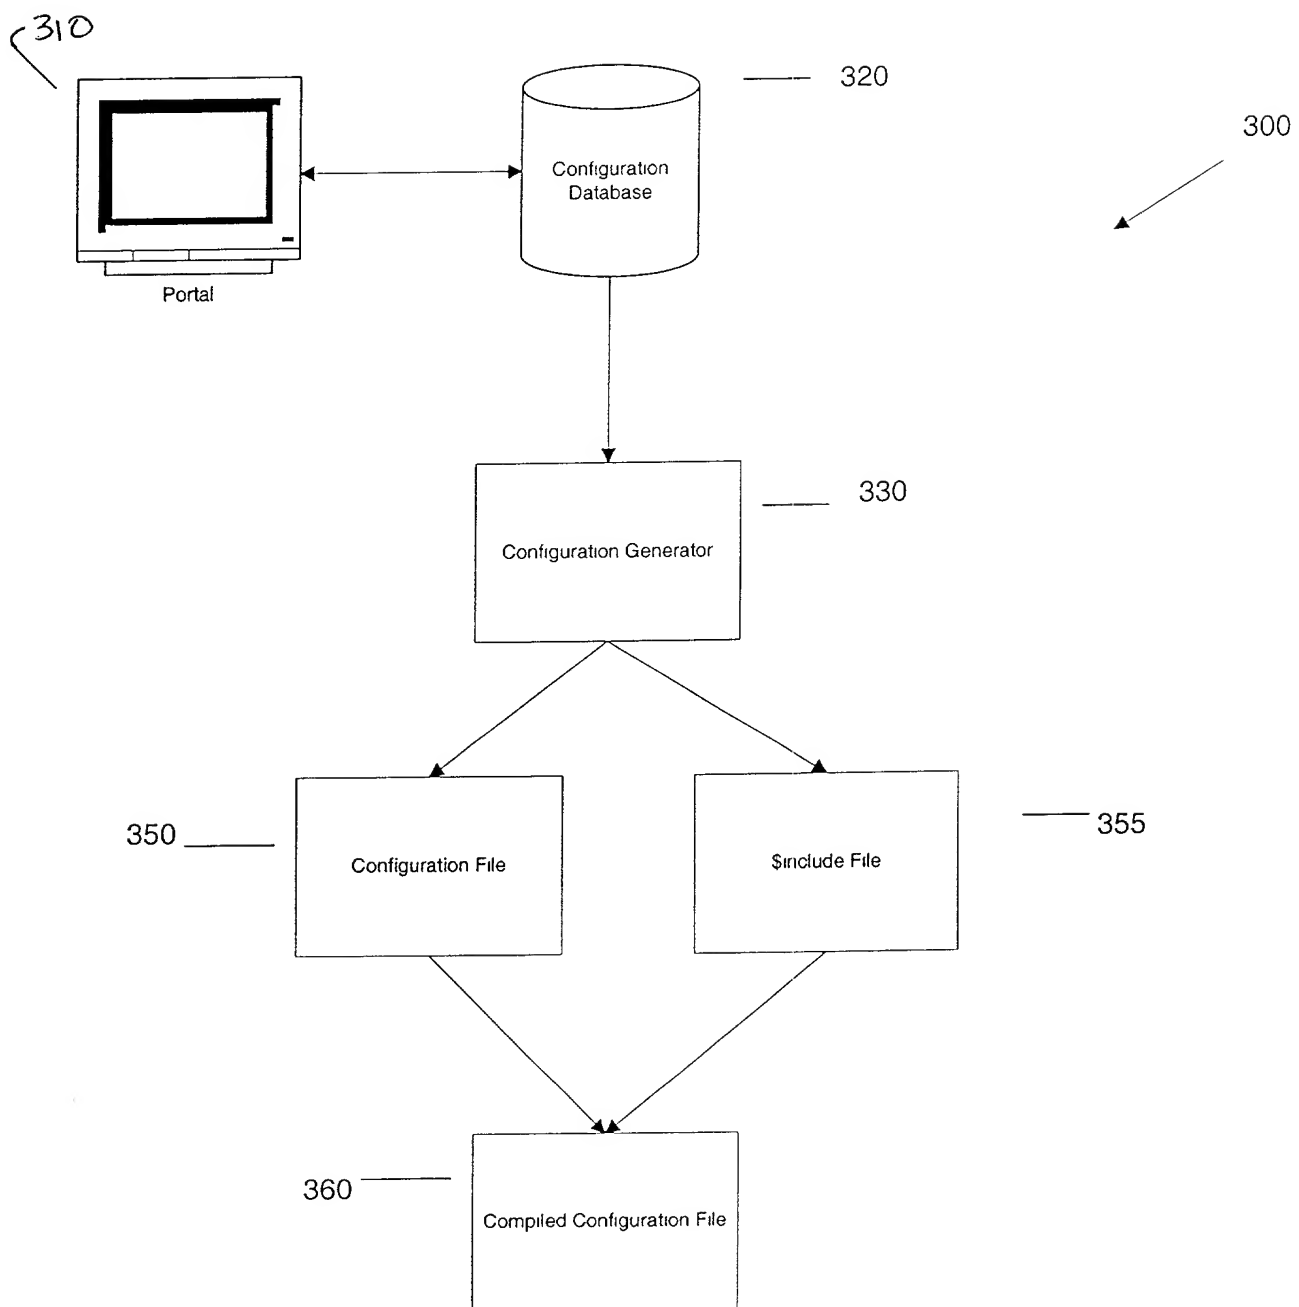 310
320
300
Configuration
Database
Portal
330
Configuration Generator
350
355
Configuration File
$include File
360
Compiled Configuration File